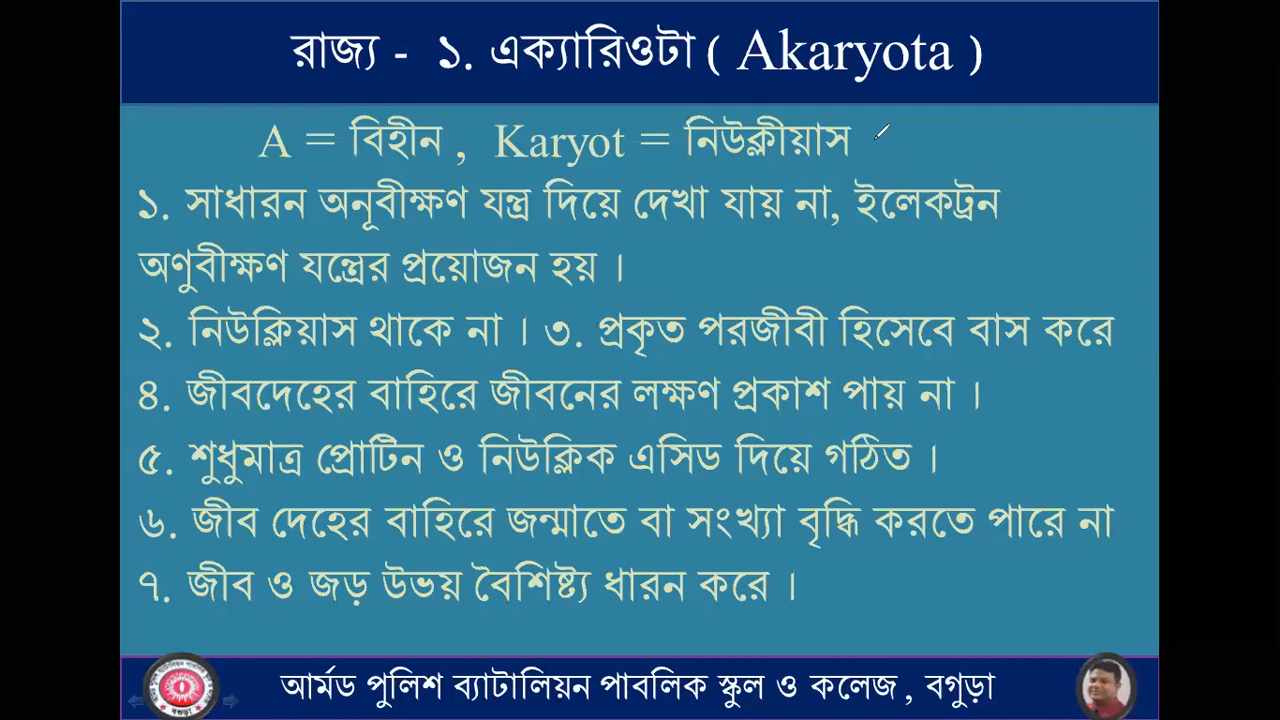 রাজ্য - ১. এক্যারিওটা ( Akaryota )
A = বিহীন , Karyot = নিউক্লীয়াস
১. সাধারন অনূবীক্ষণ যন্ত্র দিয়ে দেখা যায় না, ইলেকট্রন
অণুবীক্ষণ যন্ত্রের প্রয়োজন হয় ।
২. নিউক্লিয়াস থাকে না । ৩. প্রকৃত পরজীবী হিসেবে বাস করে
৪. জীবদেহের বাহিরে জীবনের লক্ষণ প্রকাশ পায় না ।
৫. শুধুমাত্র প্রোটিন ও নিউক্লিক এসিড দিয়ে গঠিত ।
৬. জীব দেহের বাহিরে জন্মাতে বা সংখ্যা বৃদ্ধি করতে পারে না
৭. জীব ও জড় উভয় বৈশিষ্ট্য ধারন করে ।
আর্মড পুলিশ ব্যাটালিয়ন পাবলিক স্কুল ও কলেজ , বগুড়া
বগুড়া